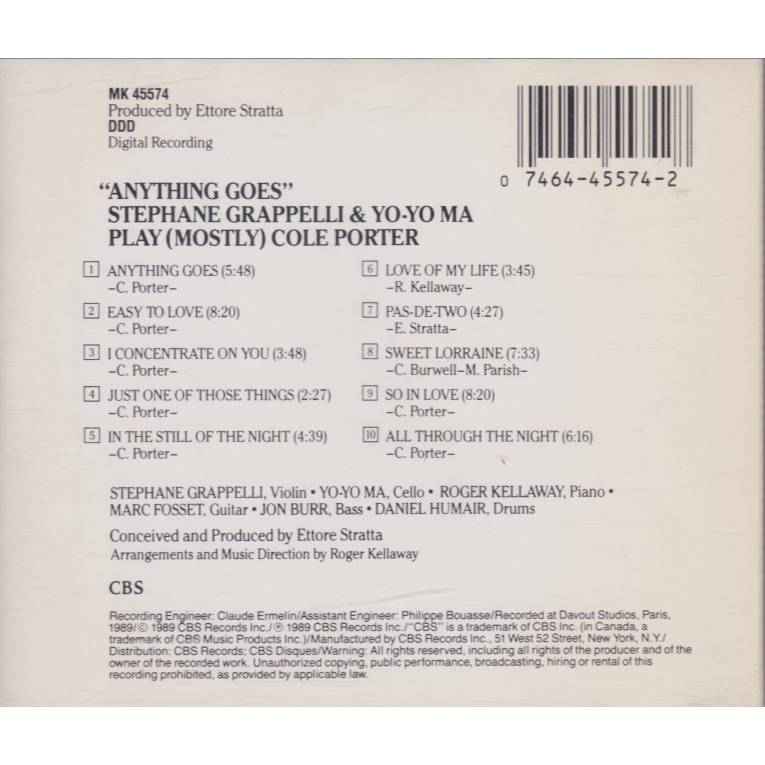 MK 45574
Produced by Ettore Stratta
DDD
Digital Recording
0 7464-45574-2
"ANYTHING GOES"
STEPHANE GRAPPELLI & YO-YO MA
PLAY (MOSTLY) COLE PORTER
1 ANYTHING GOES (5:48)
–C. Porter–
2 EASY TO LOVE (8:20)
–C. Porter–
3 I CONCENTRATE ON YOU (3:48)
–C. Porter–
4 JUST ONE OF THOSE THINGS (2:27)
–C. Porter–
5 IN THE STILL OF THE NIGHT (4:39)
–C. Porter–
6 LOVE OF MY LIFE (3:45)
–R. Kellaway–
7 PAS-DE-TWO (4:27)
–E. Stratta–
8 SWEET LORRAINE (7:33)
–C. Burwell–M. Parish–
9 SO IN LOVE (8:20)
–C. Porter–
10 ALL THROUGH THE NIGHT (6:16)
–C. Porter–
STEPHANE GRAPPELLI, Violin • YO-YO MA, Cello • ROGER KELLAWAY, Piano •
MARC FOSSET, Guitar • JON BURR, Bass • DANIEL HUMAIR, Drums
Conceived and Produced by Ettore Stratta
Arrangements and Music Direction by Roger Kellaway
CBS
Recording Engineer: Claude Ermelin/Assistant Engineer: Philippe Bouasse/Recorded at Davout Studios, Paris,
1989/© 1989 CBS Records Inc./℗ 1989 CBS Records Inc./"CBS" is a trademark of CBS Inc. (in Canada, a
trademark of CBS Music Products Inc.)/Manufactured by CBS Records Inc., 51 West 52 Street, New York, N.Y./
Distribution: CBS Records; CBS Disques/Warning: All rights reserved, including all rights of the producer and of the
owner of the recorded work. Unauthorized copying, public performance, broadcasting, hiring or rental of this
recording prohibited, as provided by applicable law.